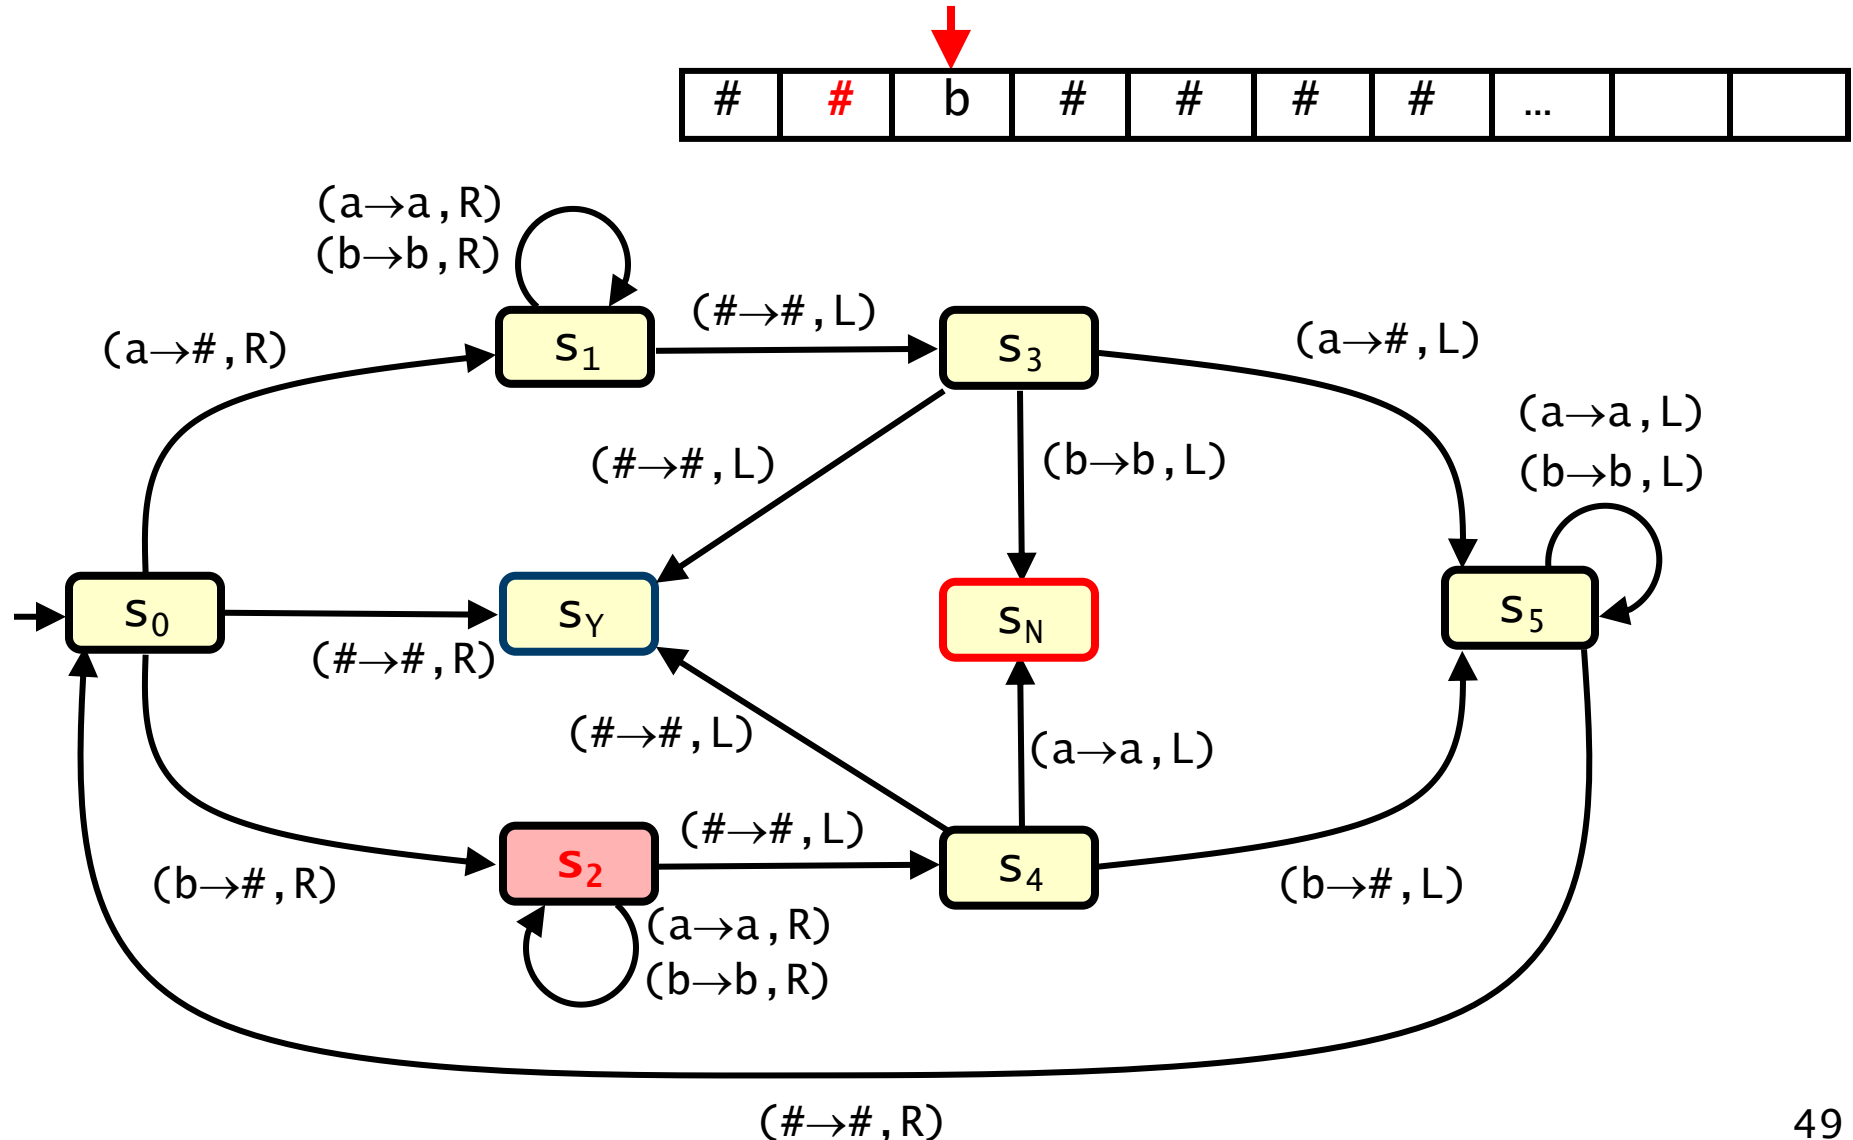 # # b # # # # ...
(a→a,R)
(b→b,R)
(#→#,L)
(a→#,R)
s1
s3
(a→#,L)
(a→a,L)
(b→b,L)
(#→#,L)
(b→b,L)
s0
sY
sN
s5
(#→#,R)
(#→#,L)
(a→a,L)
(#→#,L)
s2
s4
(b→#,R)
(b→#,L)
(a→a,R)
(b→b,R)
(#→#,R)
49